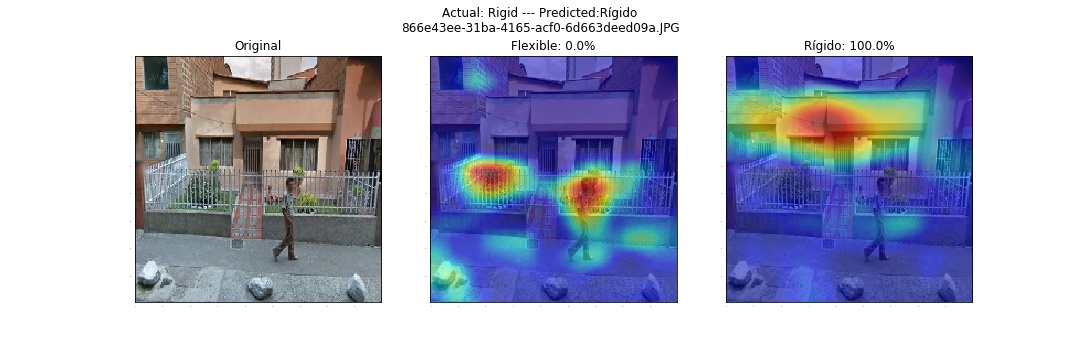 Actual: Rigid --- Predicted:Rígido
866e43ee-31ba-4165-acf0-6d663deed09a.JPG
Original
Flexible: 0.0%
Rígido: 100.0%